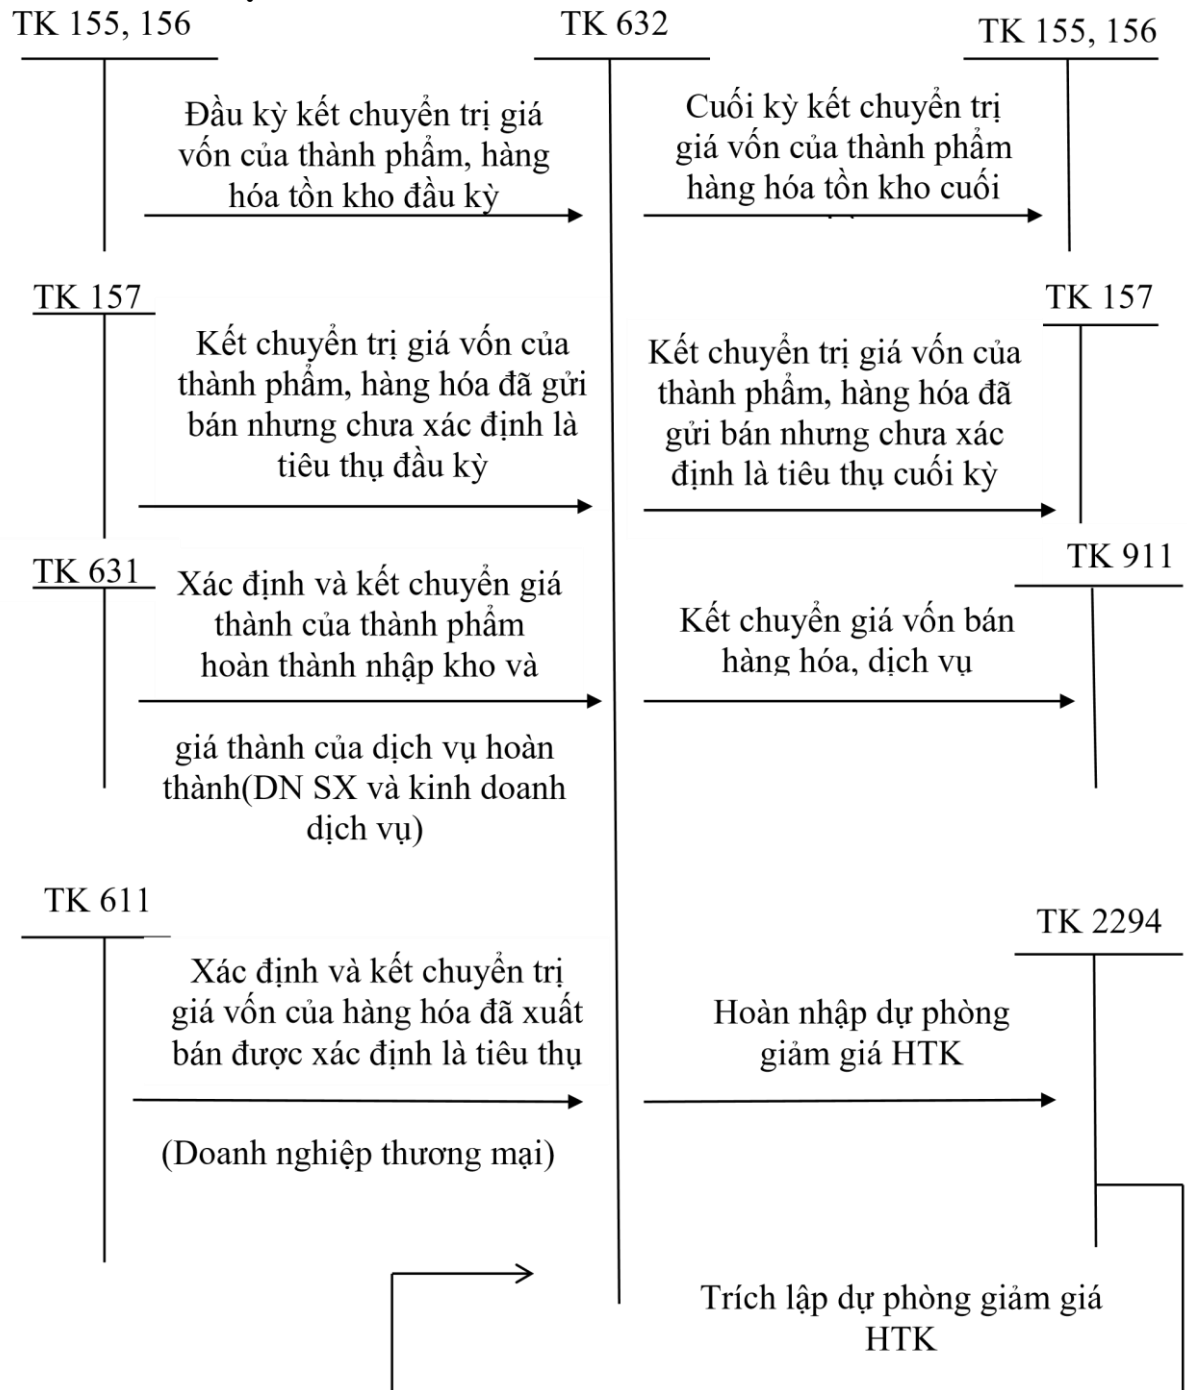 TK 155, 156
TK 632
TK 155, 156
Đầu kỳ kết chuyển trị giá
vốn của thành phẩm, hàng
hóa tồn kho đầu kỳ
Cuối kỳ kết chuyển trị
giá vốn của thành phẩm
hàng hóa tồn kho cuối
TK 157
TK 157
Kết chuyển trị giá vốn của
thành phẩm, hàng hóa đã gửi
bán nhưng chưa xác định là
tiêu thụ đầu kỳ
Kết chuyển trị giá vốn của
thành phẩm, hàng hóa đã
gửi bán nhưng chưa xác
định là tiêu thụ cuối kỳ
TK 631
TK 911
Xác định và kết chuyển giá
thành của thành phẩm
hoàn thành nhập kho và
giá thành của dịch vụ hoàn
thành(DN SX và kinh doanh
dịch vụ)
Kết chuyển giá vốn bán
hàng hóa, dịch vụ
TK 611
TK 2294
Xác định và kết chuyển trị
giá vốn của hàng hóa đã xuất
bán được xác định là tiêu thụ
(Doanh nghiệp thương mại)
Hoàn nhập dự phòng
giảm giá HTK
Trích lập dự phòng giảm giá
HTK